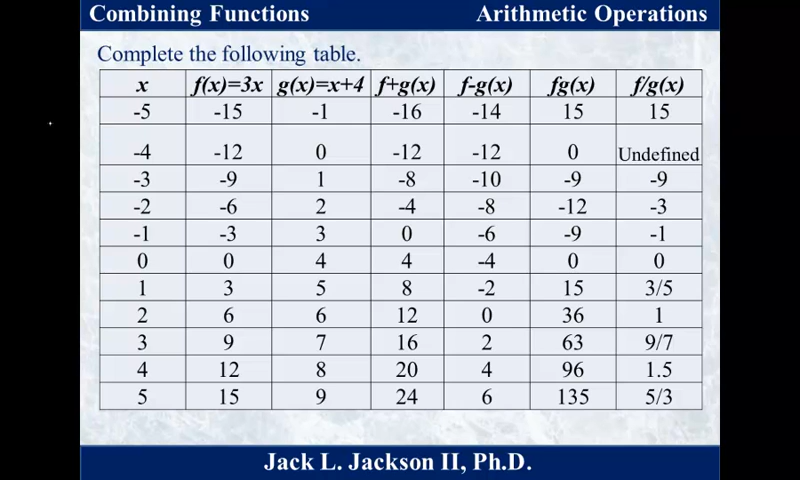 Combining Functions Arithmetic Operations
Complete the following table.
x f(x)=3x g(x)=x+4 f+g(x) f-g(x) fg(x) f/g(x)
-5 -15 -1 -16 -14 15 15
-4 -12 0 -12 -12 0 Undefined
-3 -9 1 -8 -10 -9 -9
-2 -6 2 -4 -8 -12 -3
-1 -3 3 0 -6 -9 -1
0 0 4 4 -4 0 0
1 3 5 8 -2 15 3/5
2 6 6 12 0 36 1
3 9 7 16 2 63 9/7
4 12 8 20 4 96 1.5
5 15 9 24 6 135 5/3
Jack L. Jackson II, Ph.D.